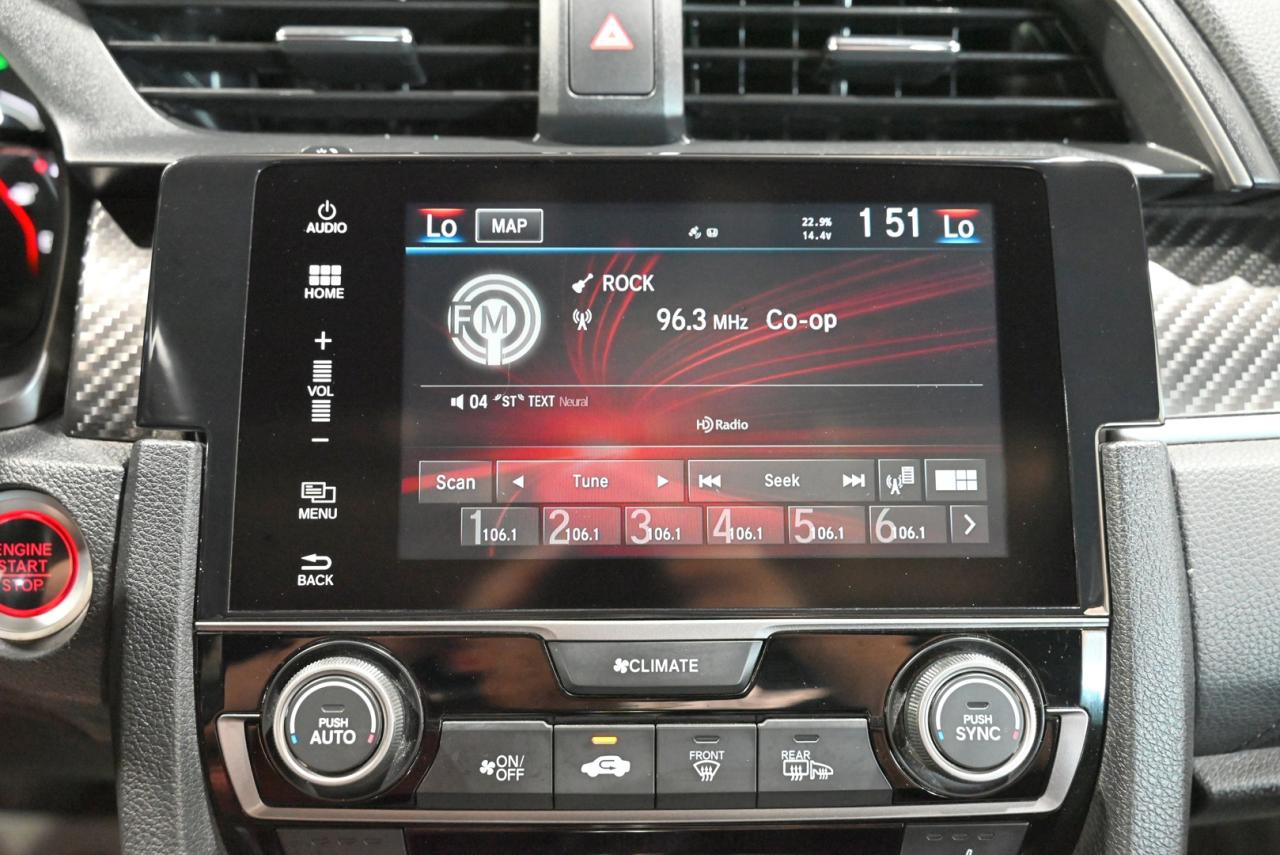 AUDIO
HOME
+
VOL
−
MENU
BACK
Lo MAP 22.9% 14.4V 1 51 Lo
FM
ROCK
96.3 MHz Co-op
04 ST TEXT Neural
HD Radio
Scan ◄ Tune ► Seek
1 106.1 2 106.1 3 106.1 4 106.1 5 106.1 6 106.1 >
ENGINE
START
STOP
CLIMATE
PUSH
AUTO
ON/
OFF
FRONT
REAR
PUSH
SYNC